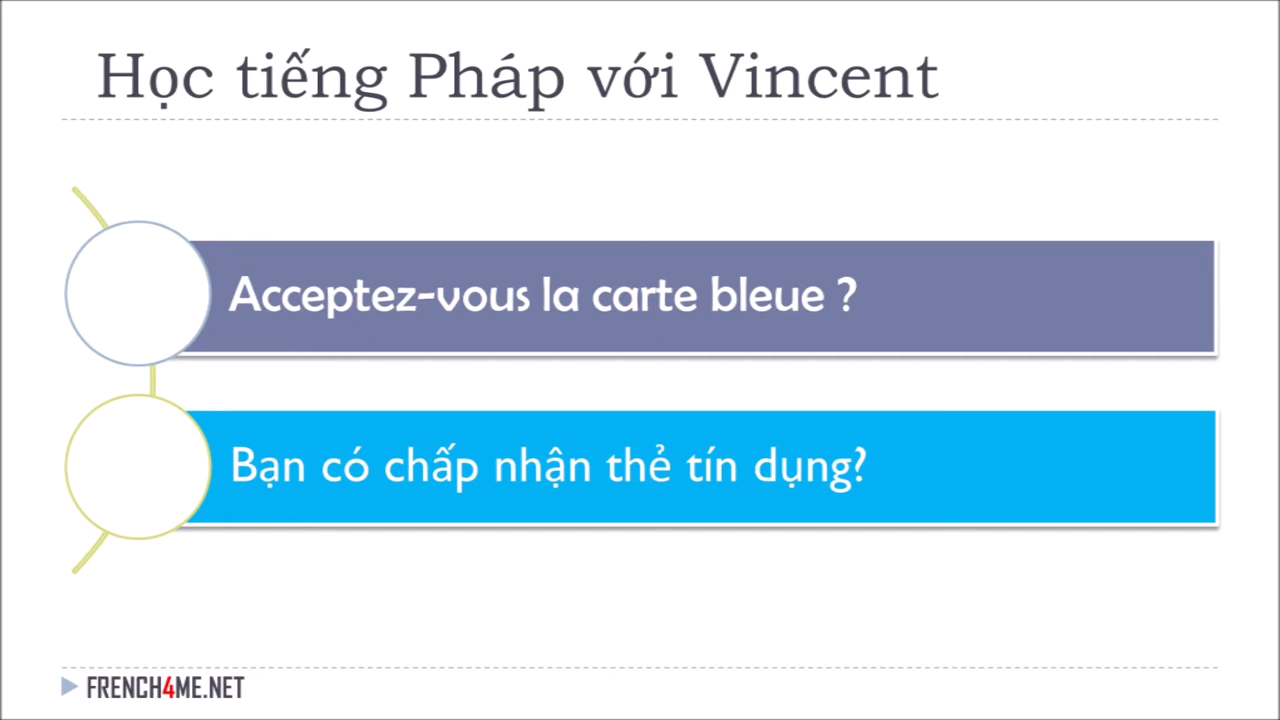 Học tiếng Pháp với Vincent
Acceptez-vous la carte bleue ?
Bạn có chấp nhận thẻ tín dụng?
FRENCH4ME.NET